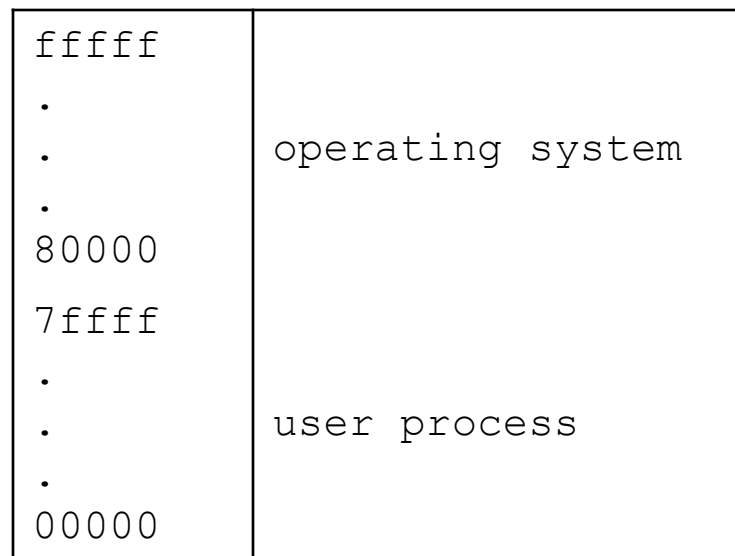 fffff
.
.
operating system
.
80000
7ffff
.
.
user process
.
00000